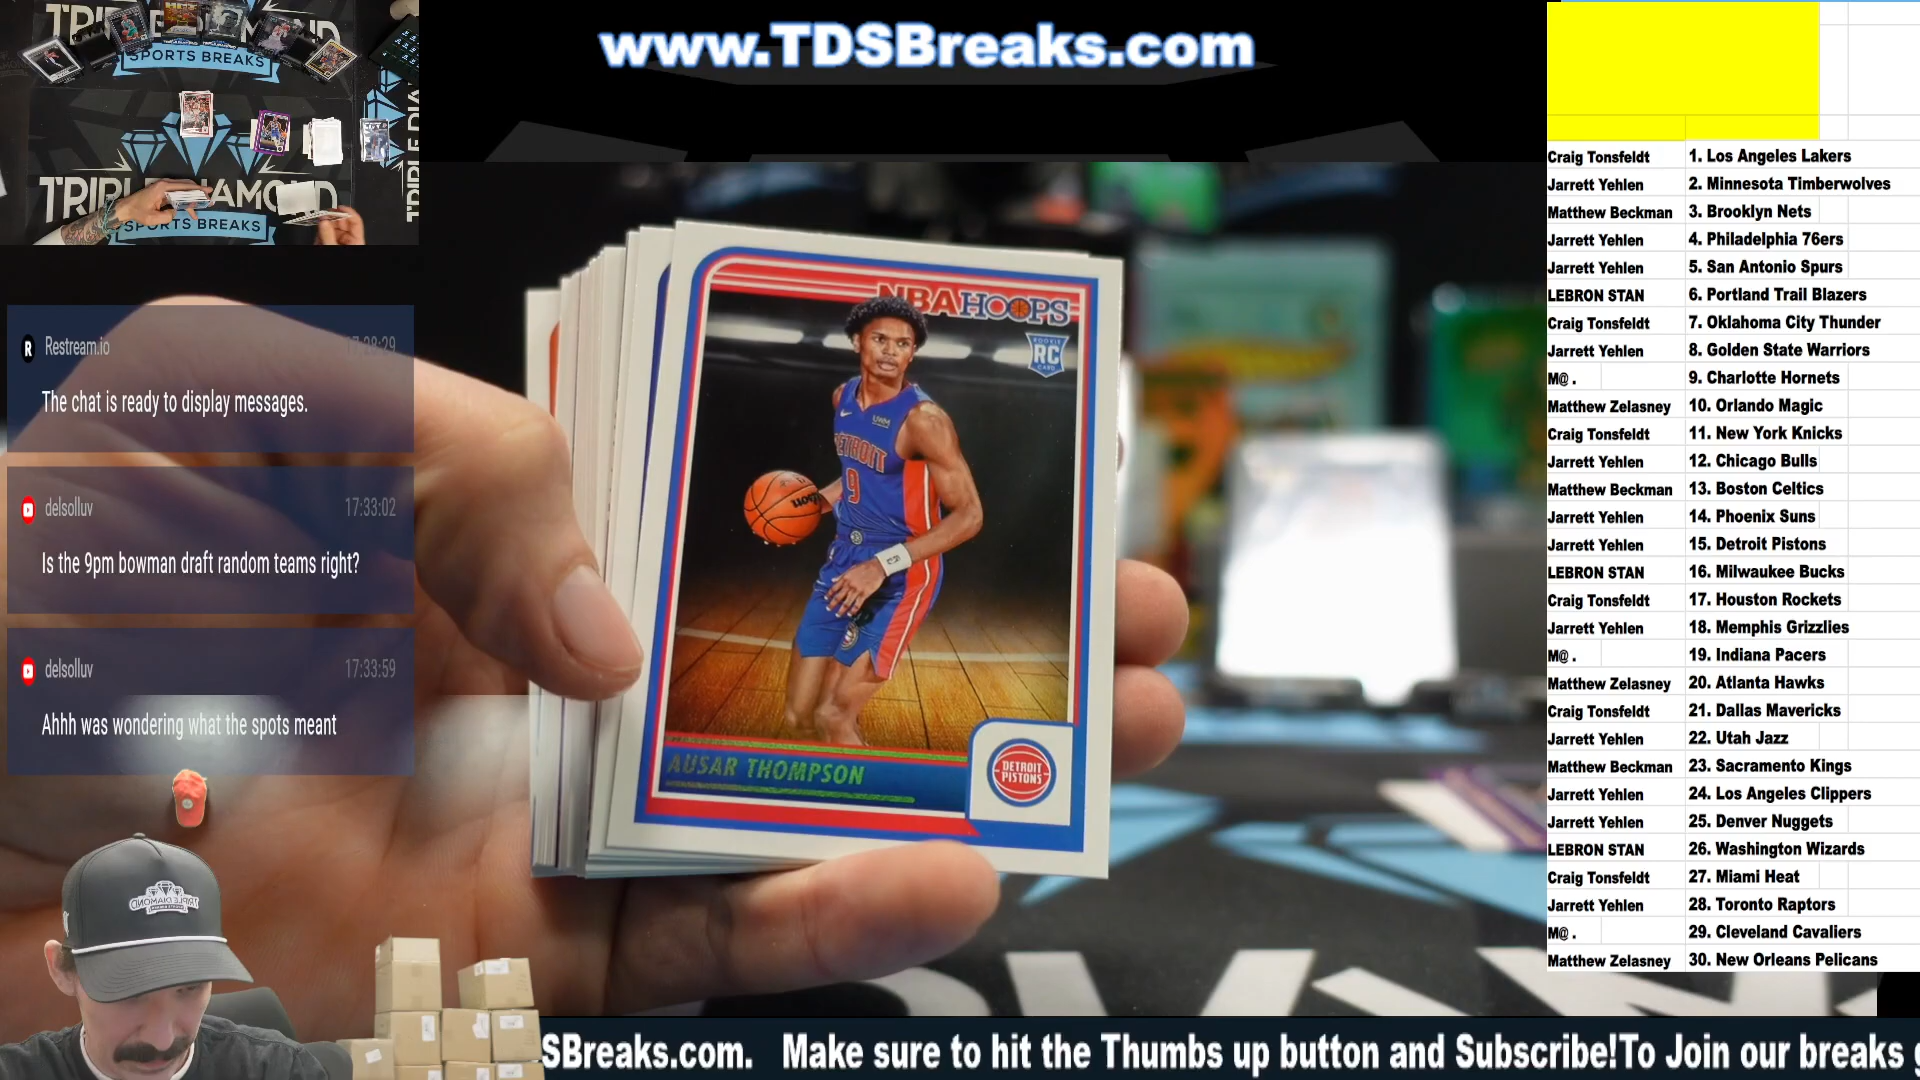 www.TDSBreaks.com
SPORTS BREAKS
TRIPLE DIAMOND
SPORTS BREAKS
R Restream.io
The chat is ready to display messages.
delsolluv 17:33:02
Is the 9pm bowman draft random teams right?
delsolluv 17:33:59
Ahhh was wondering what the spots meant
NBA HOOPS
ROOKIE
RC
CARD
DETROIT
9
Wilson
AUSAR THOMPSON
DETROIT
PISTONS
Craig Tonsfeldt 1. Los Angeles Lakers
Jarrett Yehlen 2. Minnesota Timberwolves
Matthew Beckman 3. Brooklyn Nets
Jarrett Yehlen 4. Philadelphia 76ers
Jarrett Yehlen 5. San Antonio Spurs
LEBRON STAN 6. Portland Trail Blazers
Craig Tonsfeldt 7. Oklahoma City Thunder
Jarrett Yehlen 8. Golden State Warriors
M@ . 9. Charlotte Hornets
Matthew Zelasney 10. Orlando Magic
Craig Tonsfeldt 11. New York Knicks
Jarrett Yehlen 12. Chicago Bulls
Matthew Beckman 13. Boston Celtics
Jarrett Yehlen 14. Phoenix Suns
Jarrett Yehlen 15. Detroit Pistons
LEBRON STAN 16. Milwaukee Bucks
Craig Tonsfeldt 17. Houston Rockets
Jarrett Yehlen 18. Memphis Grizzlies
M@ . 19. Indiana Pacers
Matthew Zelasney 20. Atlanta Hawks
Craig Tonsfeldt 21. Dallas Mavericks
Jarrett Yehlen 22. Utah Jazz
Matthew Beckman 23. Sacramento Kings
Jarrett Yehlen 24. Los Angeles Clippers
Jarrett Yehlen 25. Denver Nuggets
LEBRON STAN 26. Washington Wizards
Craig Tonsfeldt 27. Miami Heat
Jarrett Yehlen 28. Toronto Raptors
M@ . 29. Cleveland Cavaliers
Matthew Zelasney 30. New Orleans Pelicans
SBreaks.com. Make sure to hit the Thumbs up button and Subscribe!To Join our breaks g